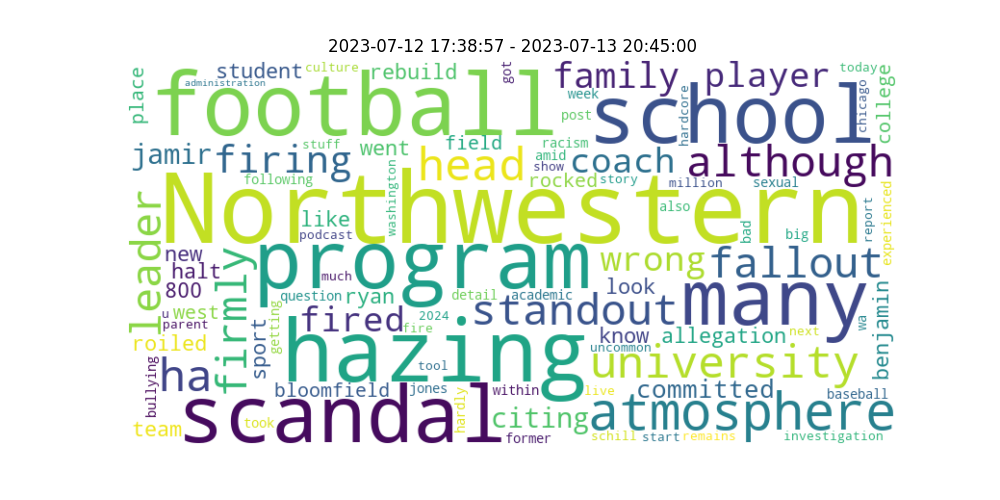 2023-07-12 17:38:57 - 2023-07-13 20:45:00
place
student
culture
rebuild
got
family
player
today
administration
football
week
post
school
hardcore
chicago
college
jamir
firing
stuff
went
field
head
racism
amid
show
coach
although
following
washington
rocked
story
million
sexual
Northwestern
leader
like
podcast
also
bad
big
report
experienced
new
halt
800
firmly
program
much
wrong
fallout
question
ryan
detail
academic
look
standout
many
u
west
parent
roiled
sport
getting
fired
fire
2024
know
allegation
next
wa
benjamin
uncommon
hazing
tool
university
bullying
ha
bloomfield
jones
within
live
committed
baseball
team
scandal
took
hardly
citing
former
atmosphere
schill
start
remains
investigation